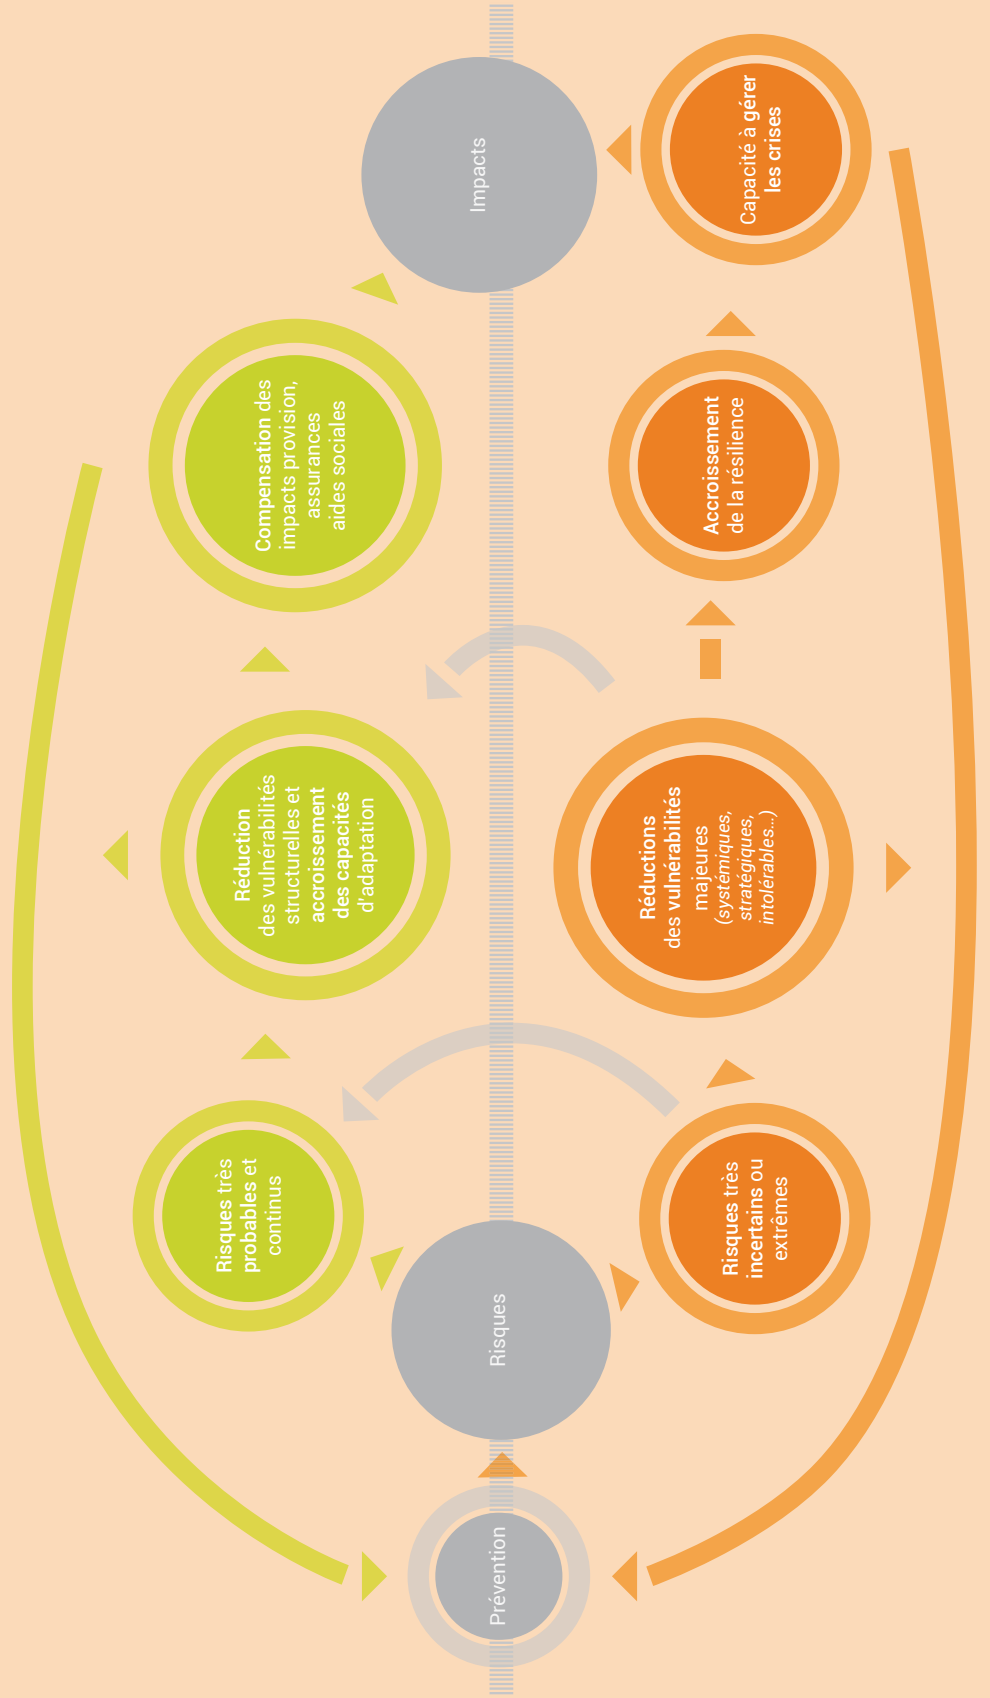 Prévention
Risques
Risques très
probables et
continus
Réduction
des vulnérabilités
structurelles et
accroissement
des capacités
d'adaptation
Compensation des
impacts provision,
assurances
aides sociales
Impacts
Risques très
incertains ou
extrêmes
Réductions
des vulnérabilités
majeures
(systémiques,
stratégiques,
intolérables...)
Accroissement
de la résilience
Capacité à gérer
les crises